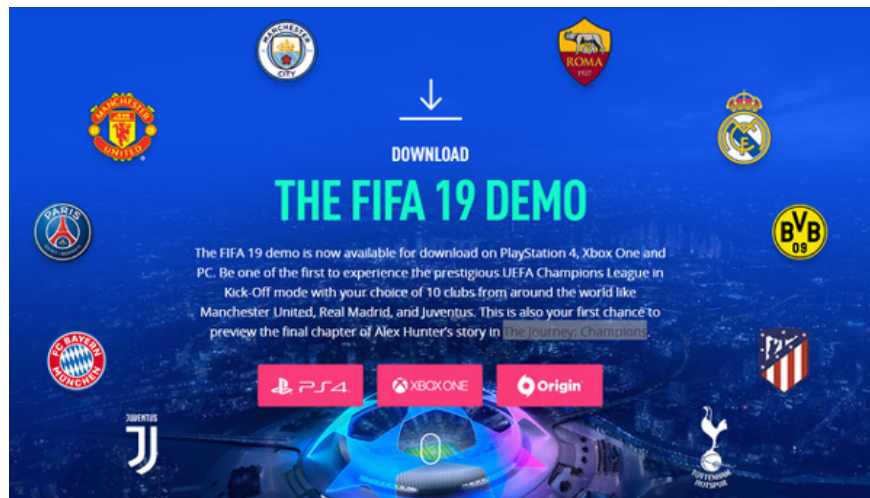 MANCHESTER
CITY
ROMA
1927
MANCHESTER
UNITED
DOWNLOAD
THE FIFA 19 DEMO
PARIS
SAINT-GERMAIN
BVB
09
The FIFA 19 demo is now available for download on PlayStation 4, Xbox One and
PC. Be one of the first to experience the prestigious UEFA Champions League in
Kick-Off mode with your choice of 10 clubs from around the world like
Manchester United, Real Madrid, and Juventus. This is also your first chance to
preview the final chapter of Alex Hunter's story in The Journey: Champions.
FC BAYERN
MÜNCHEN
PS4
XBOX ONE
Origin
JUVENTUS
TOTTENHAM
HOTSPUR